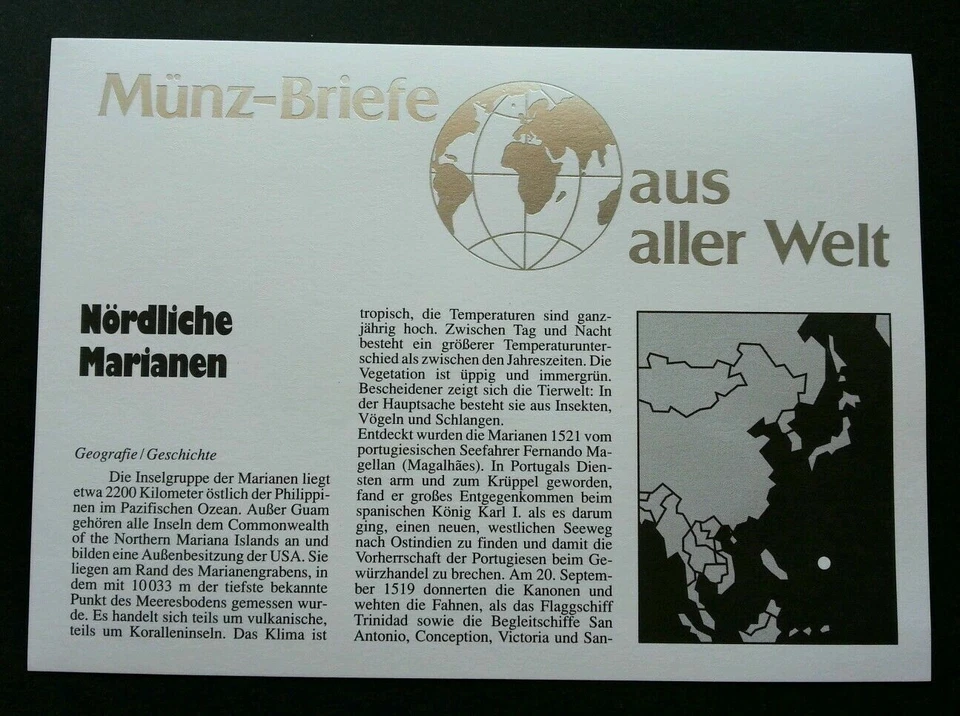 Münz-Briefe
aus
aller Welt
Nördliche
Marianen
Geografie/Geschichte
Die Inselgruppe der Marianen liegt
etwa 2200 Kilometer östlich der Philippi-
nen im Pazifischen Ozean. Außer Guam
gehören alle Inseln dem Commonwealth
of the Northern Mariana Islands an und
bilden eine Außenbesitzung der USA. Sie
liegen am Rand des Marianengrabens, in
dem mit 10033 m der tiefste bekannte
Punkt des Meeresbodens gemessen wur-
de. Es handelt sich teils um vulkanische,
teils um Koralleninseln. Das Klima ist
tropisch, die Temperaturen sind ganz-
jährig hoch. Zwischen Tag und Nacht
besteht ein größerer Temperaturunter-
schied als zwischen den Jahreszeiten. Die
Vegetation ist üppig und immergrün.
Bescheidener zeigt sich die Tierwelt: In
der Hauptsache besteht sie aus Insekten,
Vögeln und Schlangen.
Entdeckt wurden die Marianen 1521 vom
portugiesischen Seefahrer Fernando Ma-
gellan (Magalhães). In Portugals Dien-
sten arm und zum Krüppel geworden,
fand er großes Entgegenkommen beim
spanischen König Karl I. als es darum
ging, einen neuen, westlichen Seeweg
nach Ostindien zu finden und damit die
Vorherrschaft der Portugiesen beim Ge-
würzhandel zu brechen. Am 20. Septem-
ber 1519 donnerten die Kanonen und
wehten die Fahnen, als das Flaggschiff
Trinidad sowie die Begleitschiffe San
Antonio, Conception, Victoria und San-